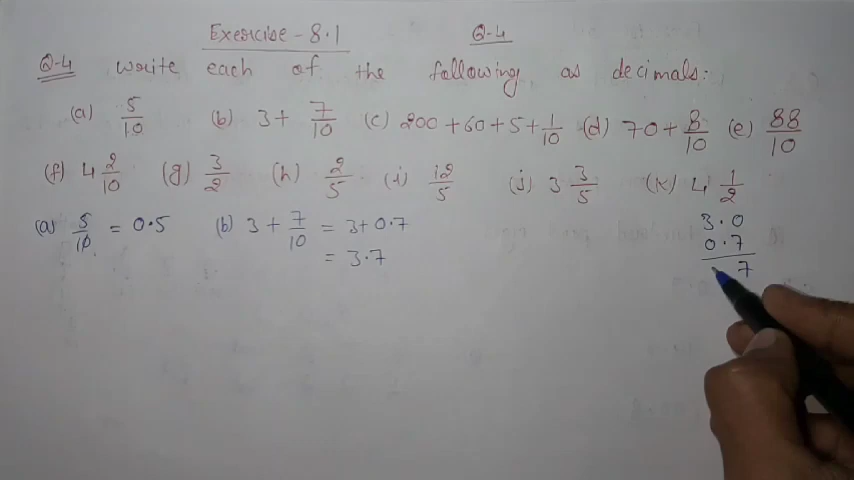 Exercise - 8.1 Q-4
Q-4 write each of the following as decimals:
(a) 5/10 (b) 3 + 7/10 (c) 200 + 60 + 5 + 1/10 (d) 70 + 8/10 (e) 88/10
(f) 4 2/10 (g) 3/2 (h) 2/5 (i) 12/5 (j) 3 3/5 (k) 4 1/2
(a) 5/10 = 0.5 (b) 3 + 7/10 = 3 + 0.7
= 3.7
3.0
0.7
7